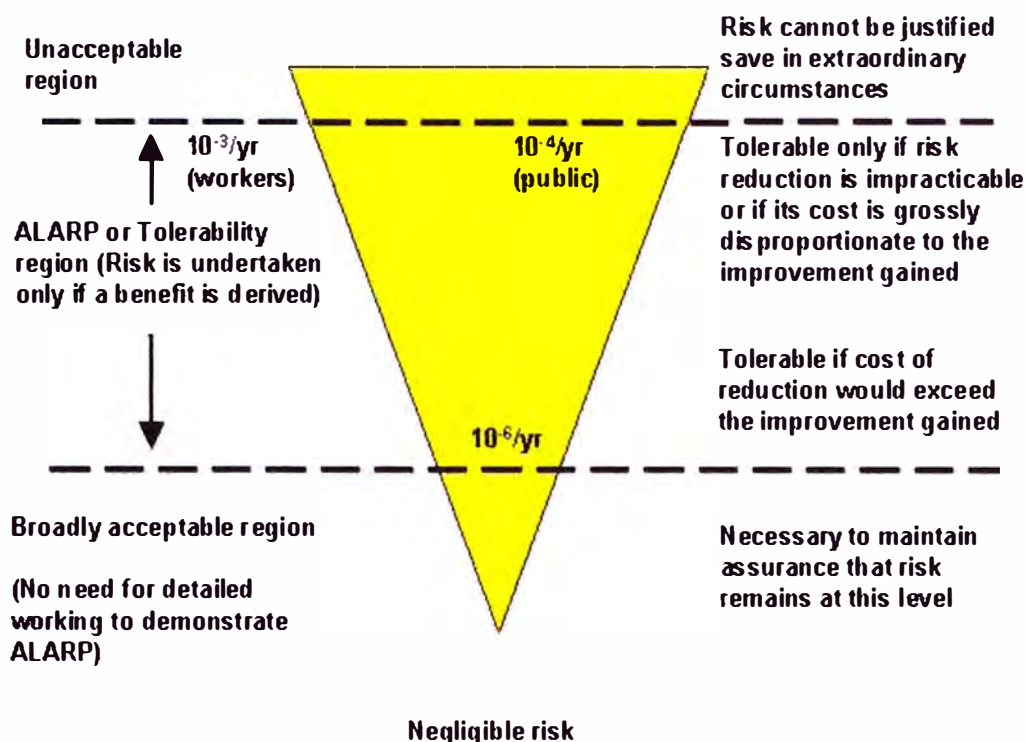 Unacceptable
region
Risk cannot be justified
save in extraordinary
circumstances
10⁻³/yr
(workers)
10⁻⁴/yr
(public)
Tolerable only if risk
reduction is impracticable
or if its cost is grossly
disproportionate to the
improvement gained
ALARP or Tolerability
region (Risk is undertaken
only if a benefit is derived)
Tolerable if cost of
reduction would exceed
the improvement gained
10⁻⁶/yr
Broadly acceptable region
(No need for detailed
working to demonstrate
ALARP)
Necessary to maintain
assurance that risk
remains at this level
Negligible risk